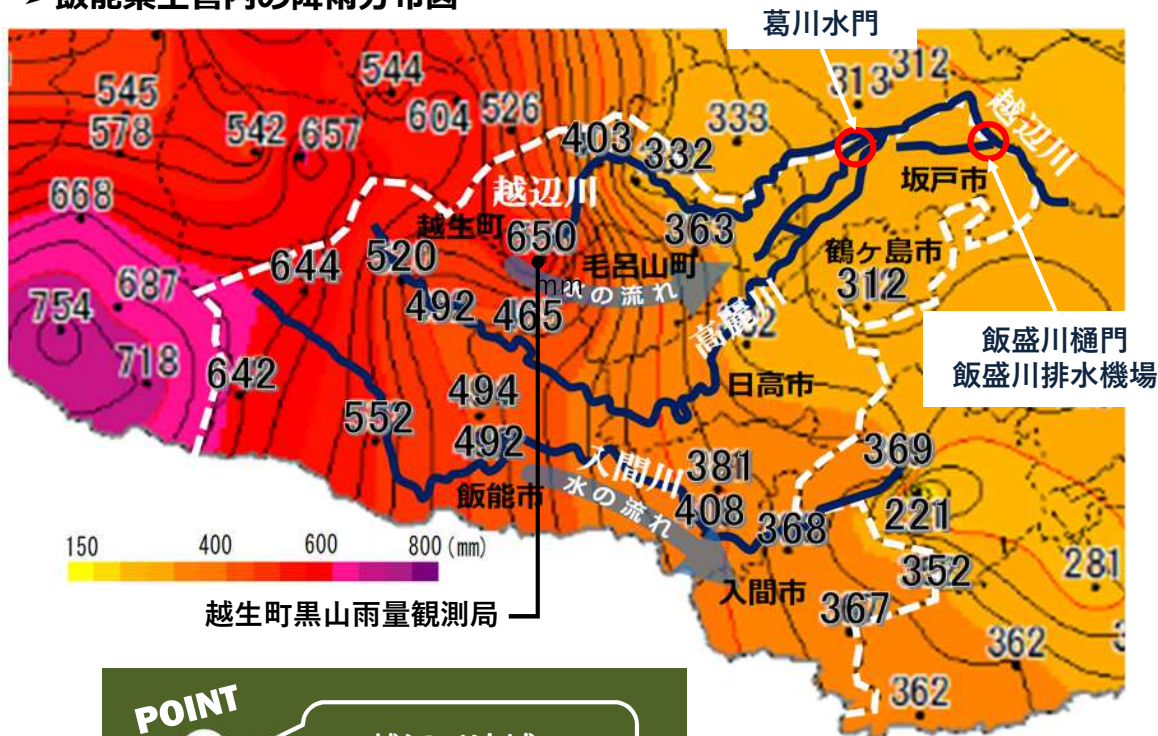 飯能県土管内の降雨分布図
葛川水門
544
313
312
545
578
542
657
604
526
403
332
333
越辺川
668
越辺川
坂戸市
越生町
650
363
644
520
毛呂山町
鶴ヶ島市
mm
水の流れ
312
687
754
492
465
高麗川
718
642
飯盛川樋門
飯盛川排水機場
494
日高市
552
492
369
入間川
381
飯能市
水の流れ
408
368
221
150
400
600
800 (mm)
352
281
入間市
367
越生町黒山雨量観測局
362
362
POINT